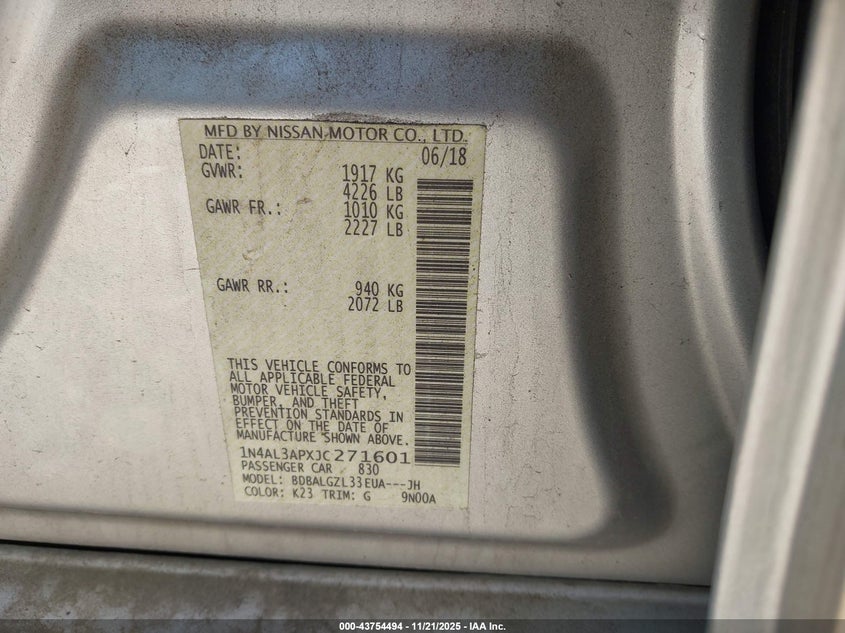 MFD BY NISSAN MOTOR CO., LTD.
DATE: 06/18
GVWR: 1917 KG
4226 LB
GAWR FR.: 1010 KG
2227 LB
GAWR RR.: 940 KG
2072 LB
THIS VEHICLE CONFORMS TO
ALL APPLICABLE FEDERAL
MOTOR VEHICLE SAFETY,
BUMPER, AND THEFT
PREVENTION STANDARDS IN
EFFECT ON THE DATE OF
MANUFACTURE SHOWN ABOVE.
1N4AL3APXJC271601
PASSENGER CAR 830
MODEL: BDBALGZL33EUA---JH
COLOR: K23 TRIM: G 9N00A
000-43754494 - 11/21/2025 - IAA Inc.